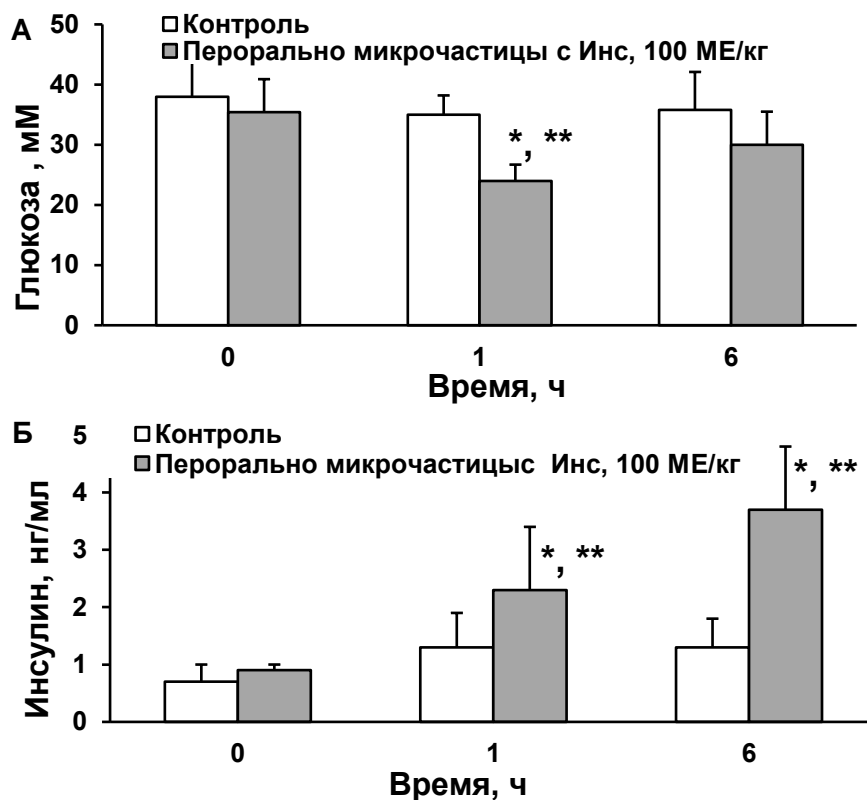 А
50
40
30
20
10
0
Глюкоза , мМ
Контроль
Перорально микрочастицы с Инс, 100 МЕ/кг
*, **
0 1 6
Время, ч
Б
5
4
3
2
1
0
Инсулин, нг/мл
Контроль
Перорально микрочастицыс Инс, 100 МЕ/кг
*, **
*, **
0 1 6
Время, ч